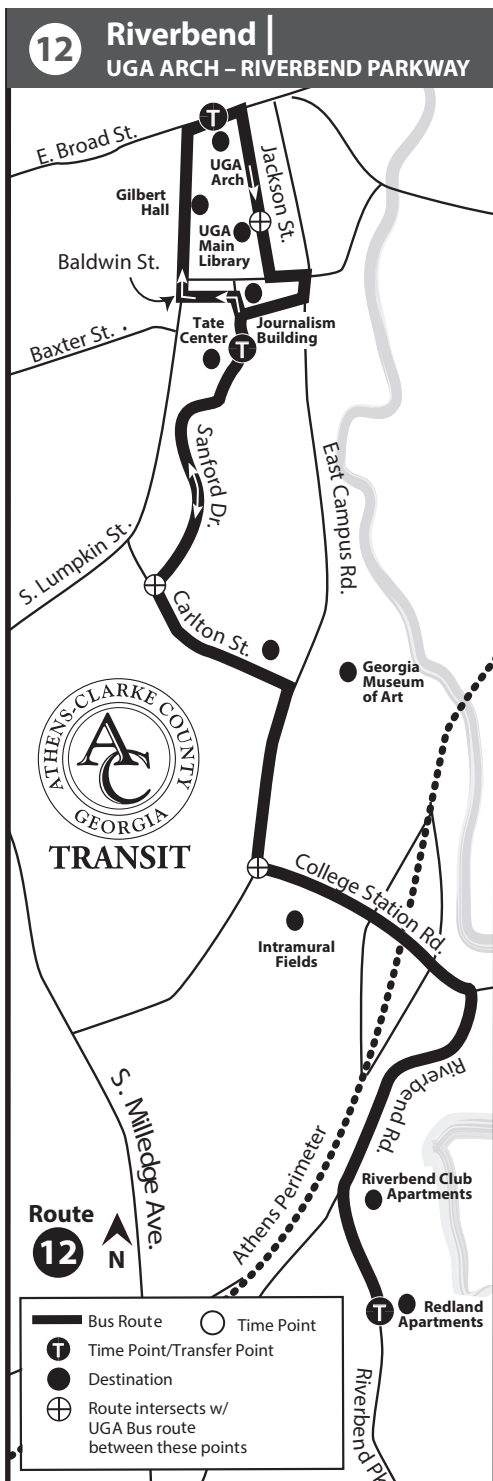 12
Riverbend |
UGA ARCH – RIVERBEND PARKWAY
E. Broad St.
T
UGA
Arch
Jackson St.
Gilbert
Hall
UGA
Main
Library
Baldwin St.
Tate
Center
Journalism
Building
T
Baxter St.
Sanford Dr.
East Campus Rd.
S. Lumpkin St.
Carlton St.
Georgia
Museum
of Art
ATHENS-CLARKE COUNTY
AC
GEORGIA
TRANSIT
College Station Rd.
Intramural
Fields
Riverbend Rd.
S. Milledge Ave.
Athens Perimeter
Riverbend Club
Apartments
Route
12
N
T
Redland
Apartments
Bus Route
Time Point
T
Time Point/Transfer Point
Destination
Route intersects w/
UGA Bus route
between these points
Riverbend